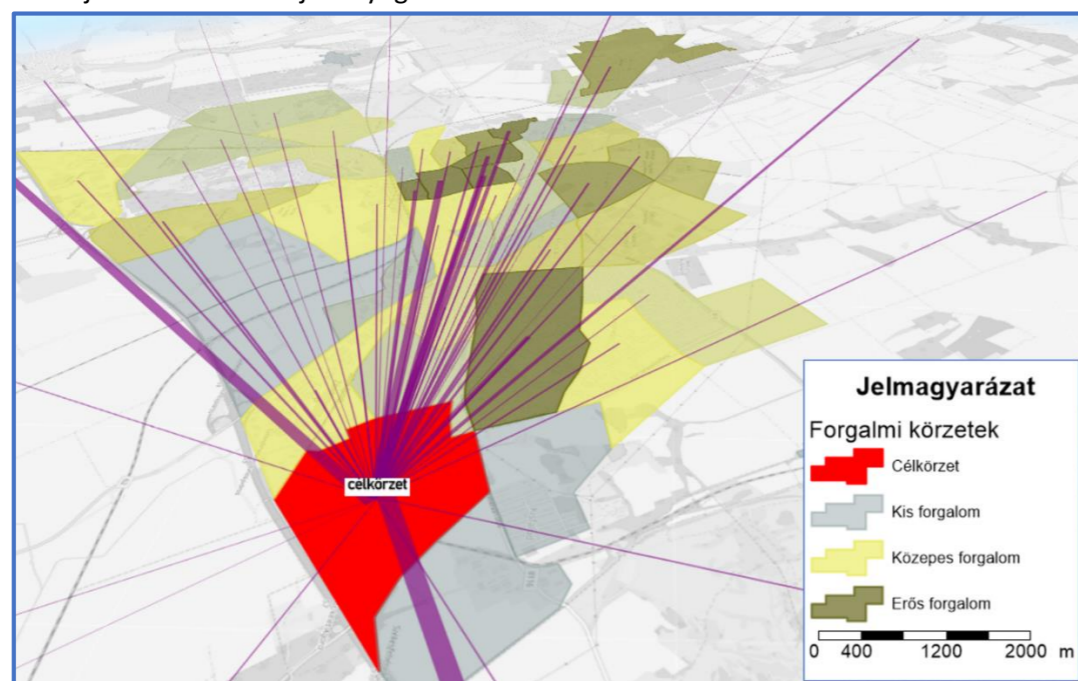 célkörzet
Jelmagyarázat
Forgalmi körzetek
Célkörzet
Kis forgalom
Közepes forgalom
Erős forgalom
0 400 1200 2000 m